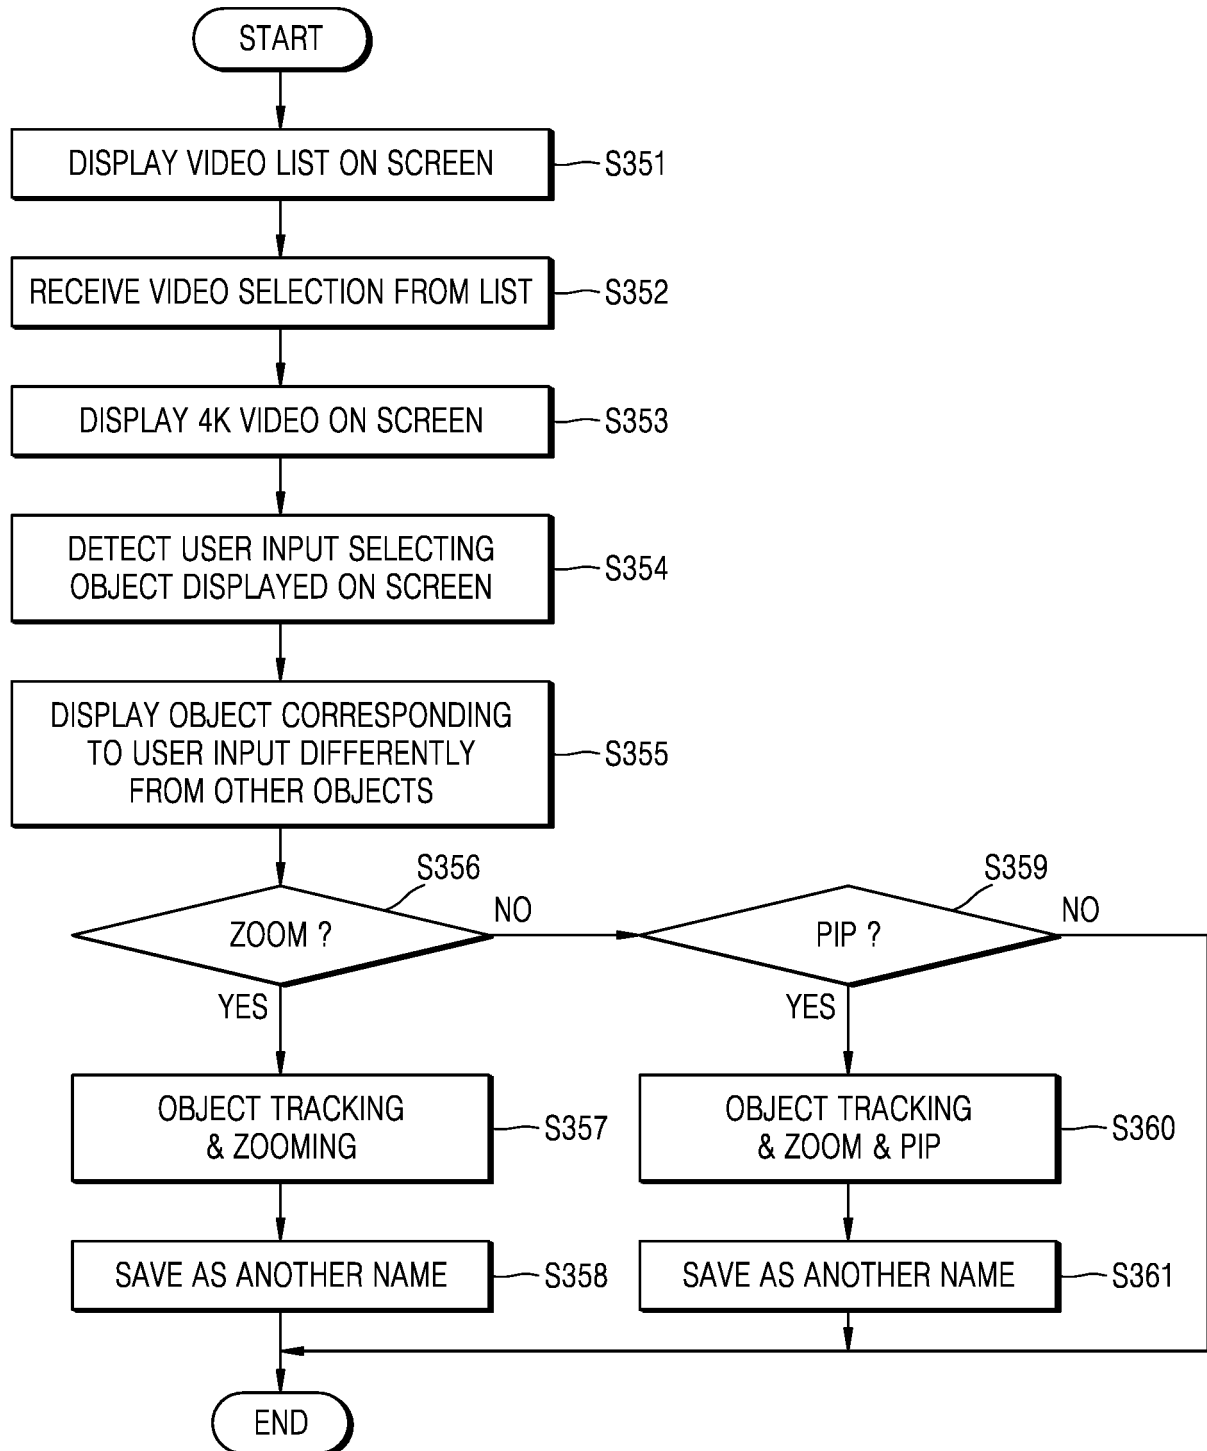 START
DISPLAY VIDEO LIST ON SCREEN
S351
RECEIVE VIDEO SELECTION FROM LIST
S352
DISPLAY 4K VIDEO ON SCREEN
S353
DETECT USER INPUT SELECTING
OBJECT DISPLAYED ON SCREEN
S354
DISPLAY OBJECT CORRESPONDING
TO USER INPUT DIFFERENTLY
FROM OTHER OBJECTS
S355
S356
ZOOM ?
NO
YES
S359
PIP ?
NO
YES
OBJECT TRACKING
& ZOOMING
S357
OBJECT TRACKING
& ZOOM & PIP
S360
SAVE AS ANOTHER NAME
S358
SAVE AS ANOTHER NAME
S361
END